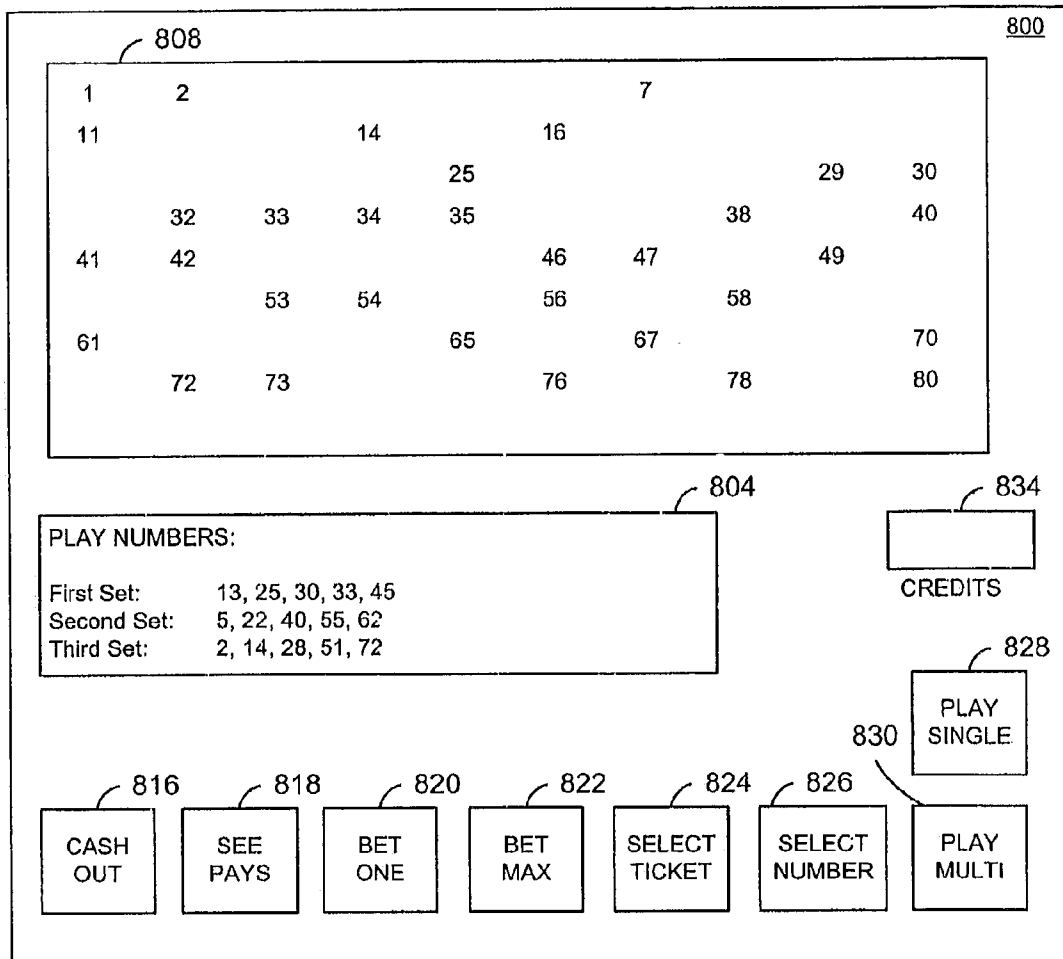 800
808
1 2 7
11 14 16
25 29 30
32 33 34 35 38 40
41 42 46 47 49
53 54 56 58
61 65 67 70
72 73 76 78 80
804
PLAY NUMBERS:
First Set: 13, 25, 30, 33, 45
Second Set: 5, 22, 40, 55, 62
Third Set: 2, 14, 28, 51, 72
834
CREDITS
828
PLAY
SINGLE
830
816 818 820 822 824 826
CASH SEE BET BET SELECT SELECT PLAY
OUT PAYS ONE MAX TICKET NUMBER MULTI